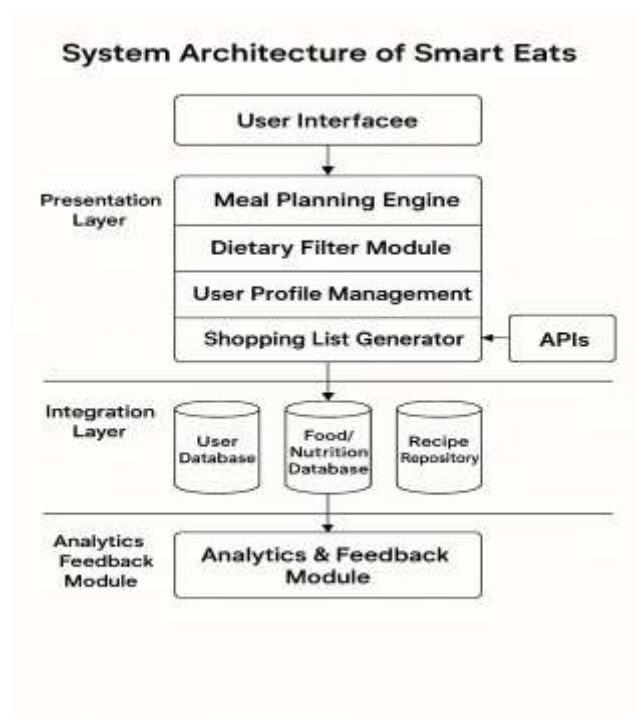 System Architecture of Smart Eats
User Interfacee
Presentation
Layer
Meal Planning Engine
Dietary Filter Module
User Profile Management
Shopping List Generator
APIs
Integration
Layer
User
Database
Food/
Nutrition
Database
Recipe
Repository
Analytics
Feedback
Module
Analytics & Feedback
Module